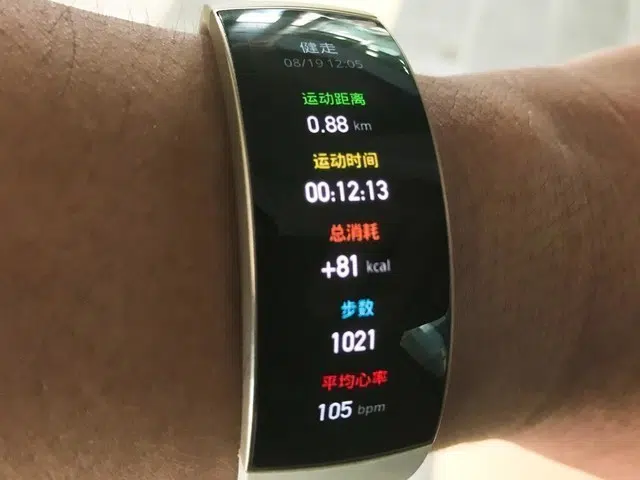 健走
08/19 12:05
运动距离
0.88 km
运动时间
00:12:13
总消耗
+81 kcal
步数
1021
平均心率
105 bpm